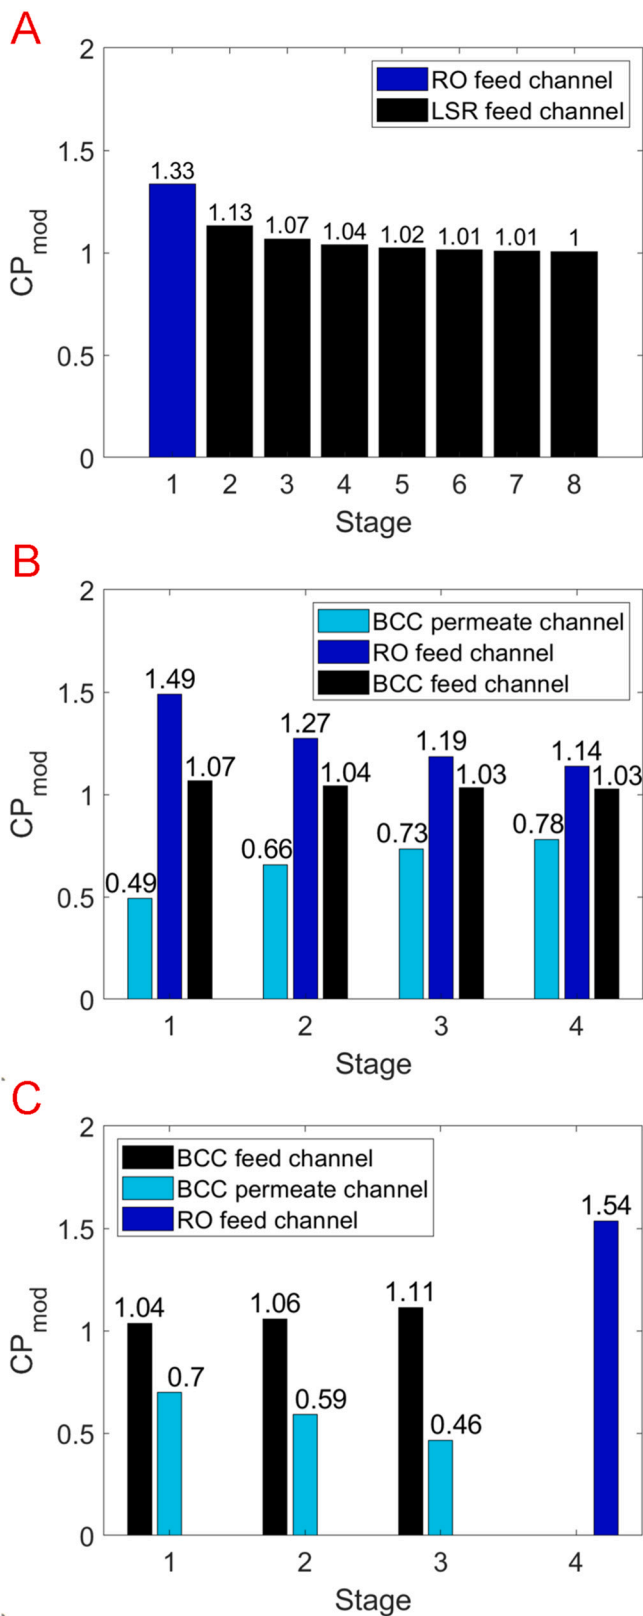 A
2
RO feed channel
LSR feed channel
1.5
1.33
1.13
1.07
1.04
1.02
1.01
1.01
1
1
CP_mod
0.5
0
1 2 3 4 5 6 7 8
Stage
B
2
BCC permeate channel
RO feed channel
BCC feed channel
1.5
1.49
1.27
1.19
1.14
1.07
1.04
1.03
1.03
1
CP_mod
0.78
0.73
0.66
0.49
0.5
0
1 2 3 4
Stage
C
2
BCC feed channel
BCC permeate channel
RO feed channel
1.54
1.5
1.11
1.06
1.04
1
CP_mod
0.7
0.59
0.46
0.5
0
1 2 3 4
Stage